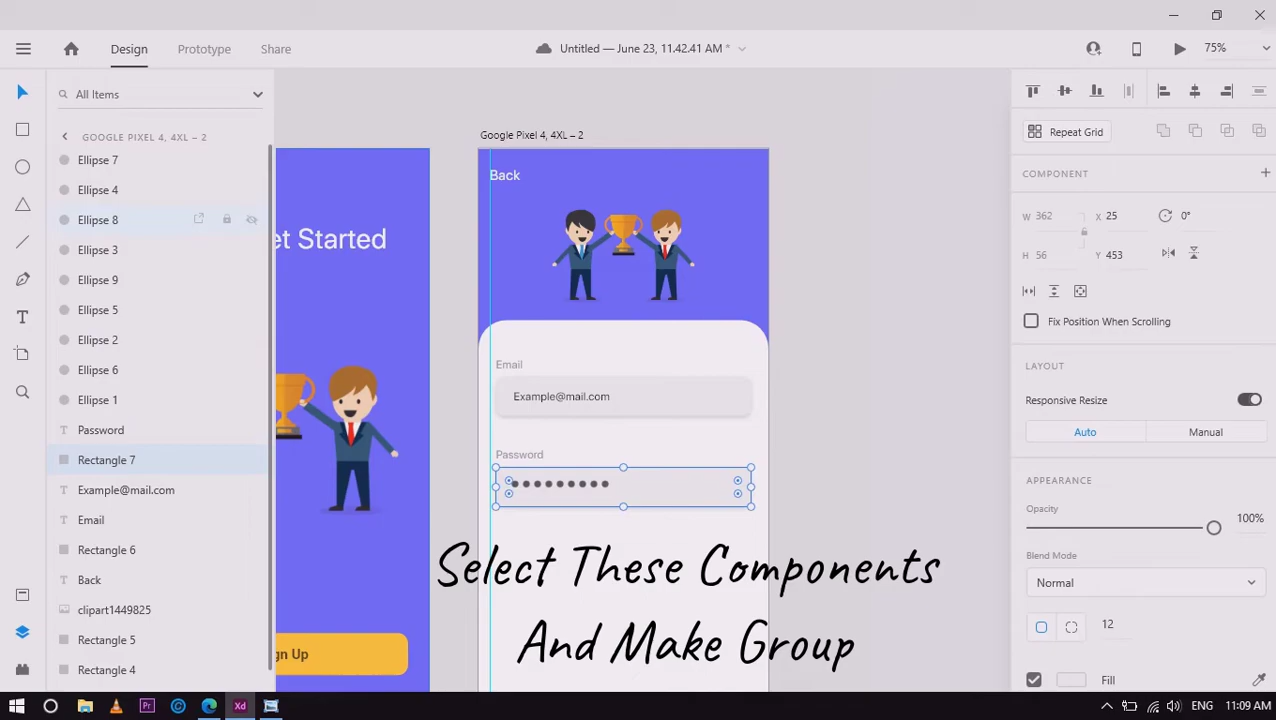 Design
Prototype
Share
Untitled — June 23, 11.42.41 AM *
75%
All Items
GOOGLE PIXEL 4, 4XL – 2
Ellipse 7
Ellipse 4
Ellipse 8
Ellipse 3
Ellipse 9
Ellipse 5
Ellipse 2
Ellipse 6
Ellipse 1
Password
Rectangle 7
Example@mail.com
Email
Rectangle 6
Back
clipart1449825
Rectangle 5
Rectangle 4
et Started
gn Up
Google Pixel 4, 4XL – 2
Back
Email
Example@mail.com
Password
Select These Components
And Make Group
Repeat Grid
COMPONENT
W 362 X 25 0°
H 56 Y 453
Fix Position When Scrolling
LAYOUT
Responsive Resize
Auto Manual
APPEARANCE
Opacity 100%
Blend Mode
Normal
12
Fill
Pr
Xd
ENG
11:09 AM